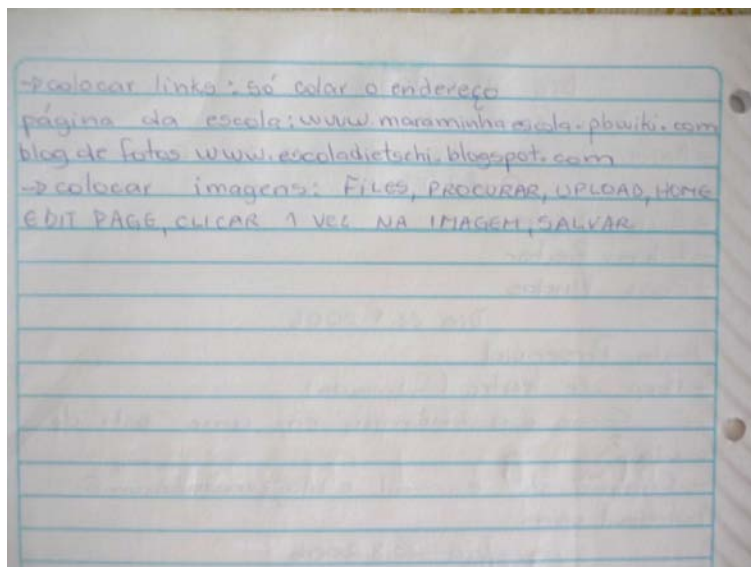 → colocar links: só colar o endereço
página da escola: www.maraminhaescola.pbwiki.com
blog de fotos www.escoladietschi.blogspot.com
→ colocar imagens: FILES, PROCURAR, UPLOAD, HOME
EDIT PAGE, CLICAR 1 VEZ NA IMAGEM, SALVAR